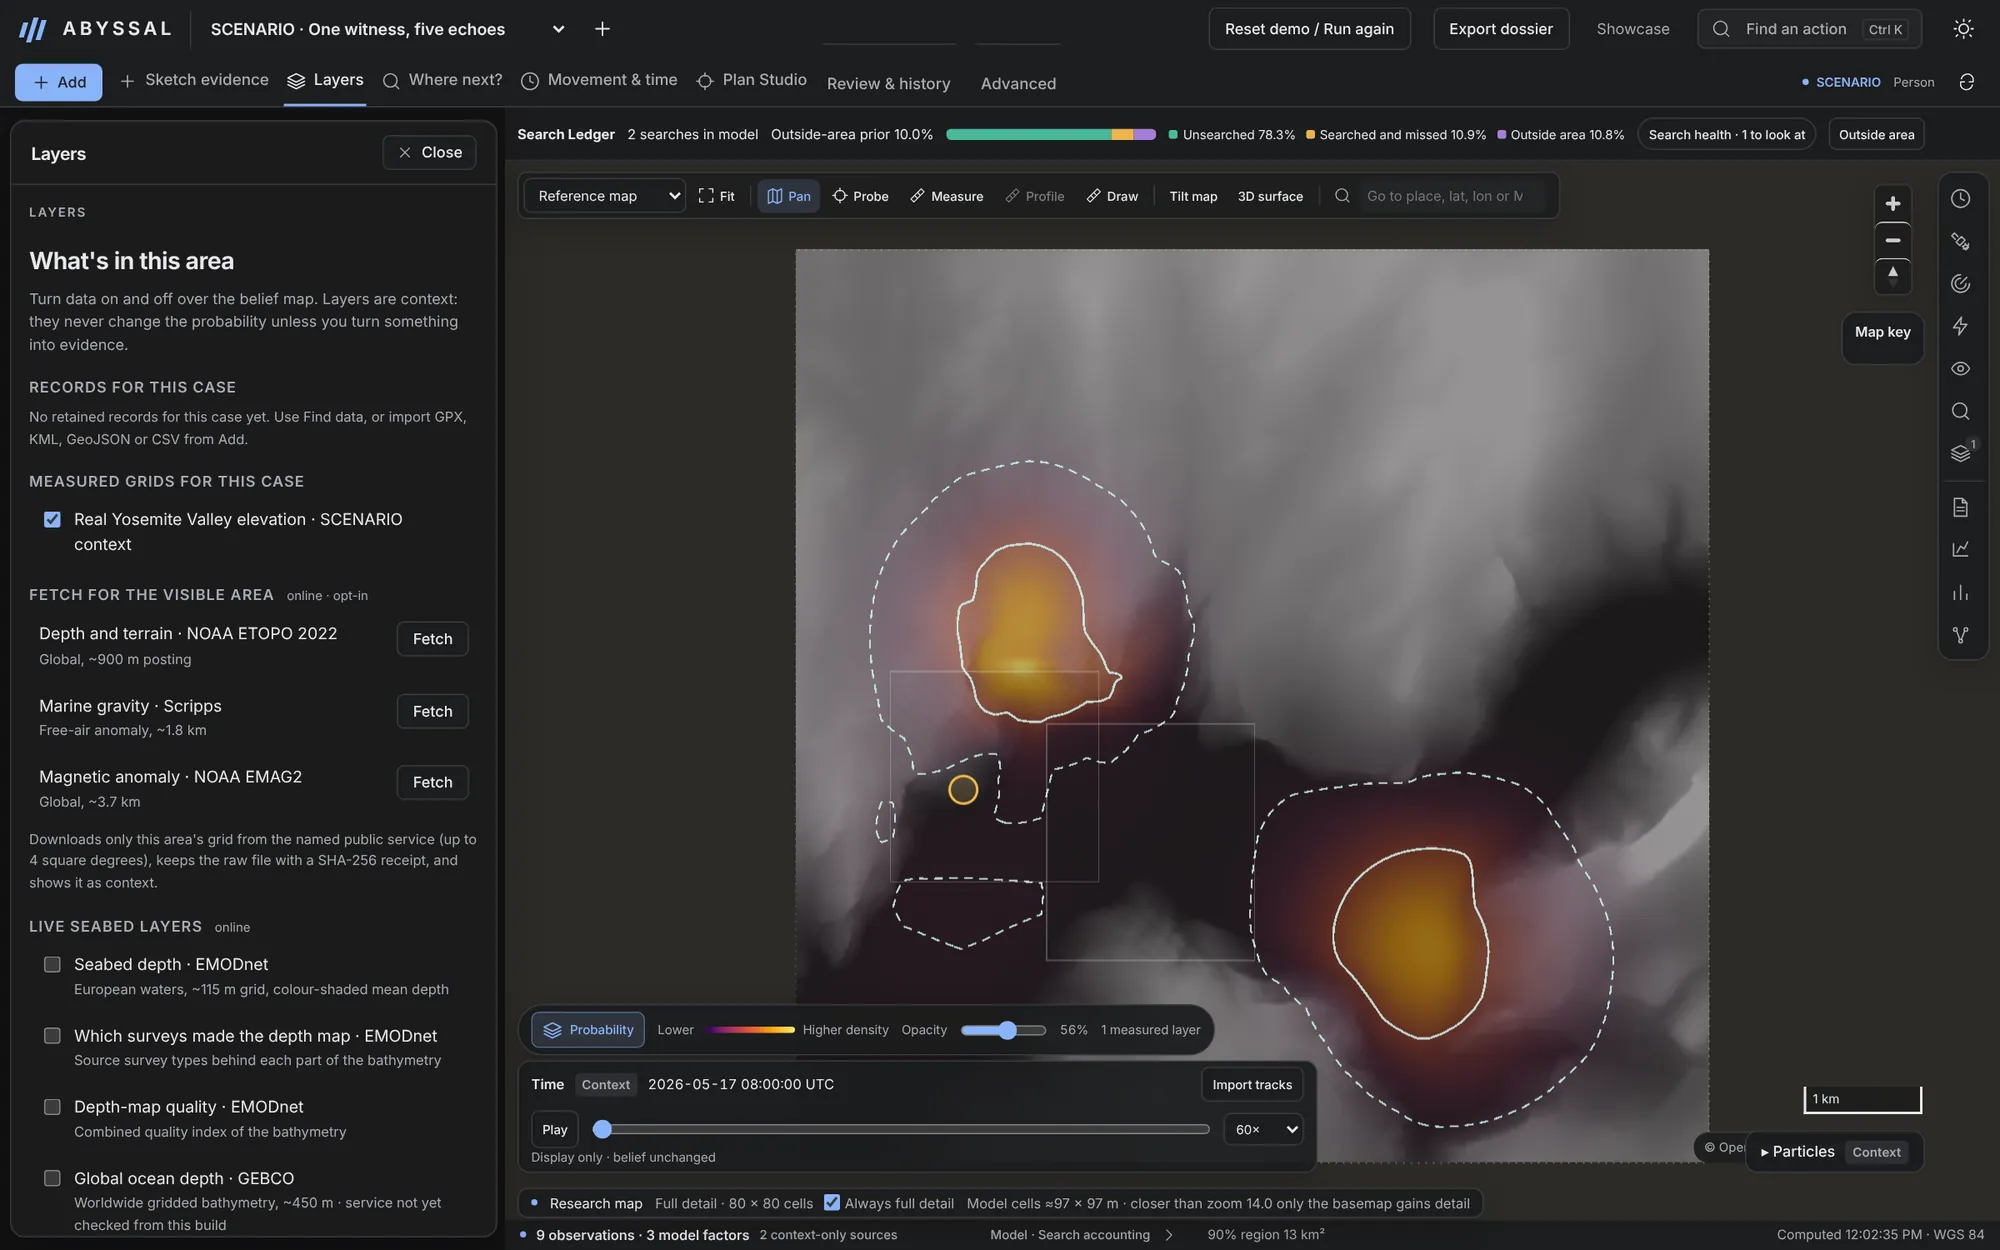 ABYSSAL
SCENARIO · One witness, five echoes
Reset demo / Run again
Export dossier
Showcase
Find an action
Ctrl K
Add
Sketch evidence
Layers
Where next?
Movement & time
Plan Studio
Review & history
Advanced
SCENARIO Person
Layers
Close
LAYERS
What's in this area
Turn data on and off over the belief map. Layers are context:
they never change the probability unless you turn something
into evidence.
RECORDS FOR THIS CASE
No retained records for this case yet. Use Find data, or import GPX,
KML, GeoJSON or CSV from Add.
MEASURED GRIDS FOR THIS CASE
Real Yosemite Valley elevation · SCENARIO
context
FETCH FOR THE VISIBLE AREA online · opt-in
Depth and terrain · NOAA ETOPO 2022
Global, ~900 m posting
Fetch
Marine gravity · Scripps
Free-air anomaly, ~1.8 km
Fetch
Magnetic anomaly · NOAA EMAG2
Global, ~3.7 km
Fetch
Downloads only this area's grid from the named public service (up to
4 square degrees), keeps the raw file with a SHA-256 receipt, and
shows it as context.
LIVE SEABED LAYERS online
Seabed depth · EMODnet
European waters, ~115 m grid, colour-shaded mean depth
Which surveys made the depth map · EMODnet
Source survey types behind each part of the bathymetry
Depth-map quality · EMODnet
Combined quality index of the bathymetry
Global ocean depth · GEBCO
Worldwide gridded bathymetry, ~450 m · service not yet
checked from this build
Search Ledger 2 searches in model Outside-area prior 10.0%
Unsearched 78.3% Searched and missed 10.9% Outside area 10.8%
Search health · 1 to look at
Outside area
Reference map
Fit
Pan
Probe
Measure
Profile
Draw
Tilt map
3D surface
Go to place, lat, lon or M
Map key
1
Probability
Lower
Higher density
Opacity
56%
1 measured layer
Time Context 2026-05-17 08:00:00 UTC
Import tracks
Play
60×
Display only · belief unchanged
1 km
© Ope
Particles Context
Research map Full detail · 80 × 80 cells Always full detail Model cells ≈97 × 97 m · closer than zoom 14.0 only the basemap gains detail
9 observations · 3 model factors 2 context-only sources
Model · Search accounting
90% region 13 km²
Computed 12:02:35 PM · WGS 84